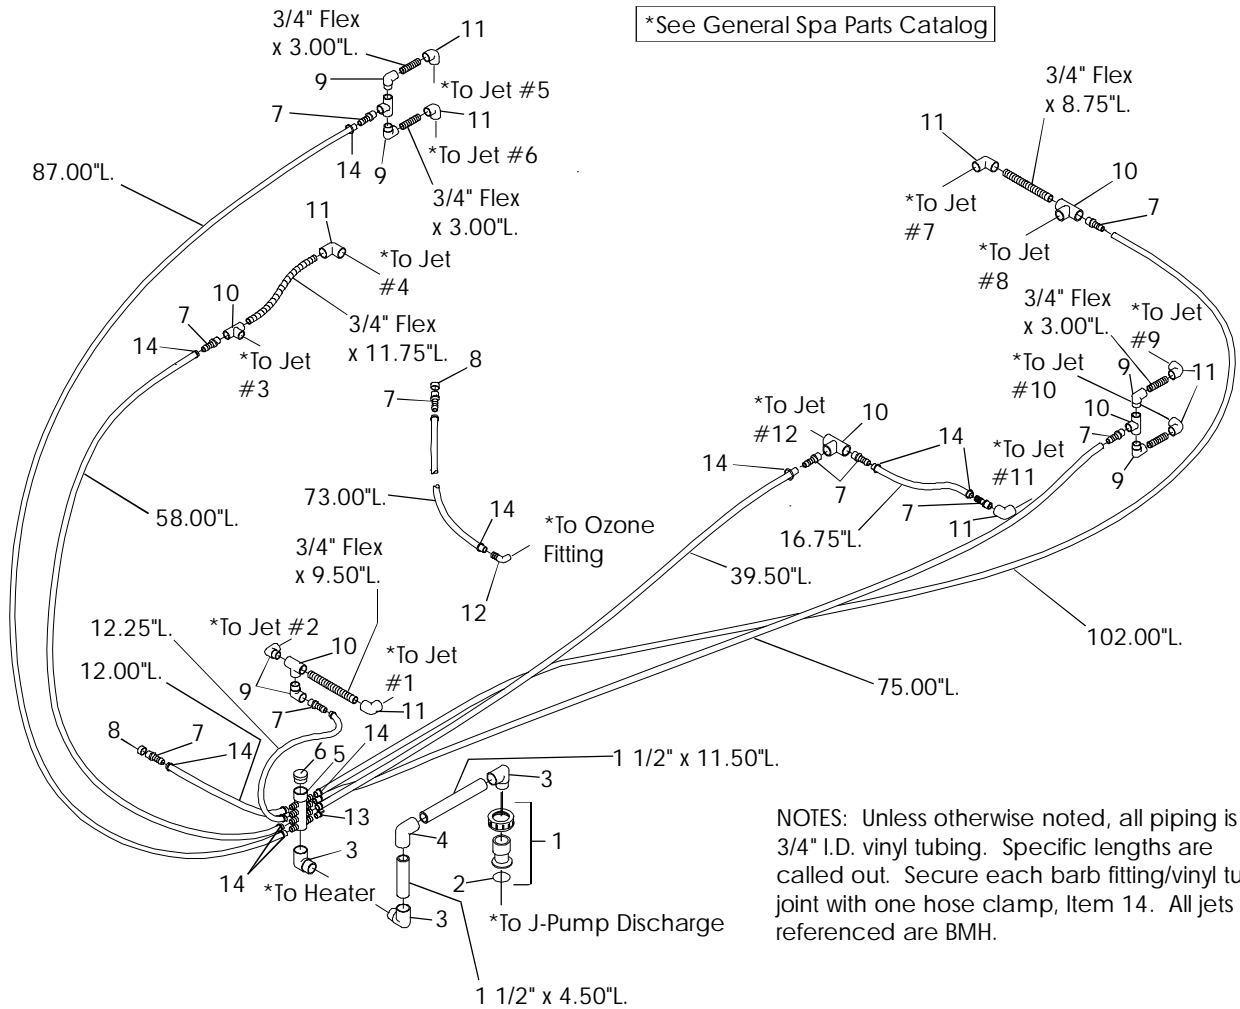 *See General Spa Parts Catalog
3/4" Flex
x 3.00"L.
11
9
*To Jet #5
7
11
14
9
*To Jet #6
87.00"L.
3/4" Flex
x 3.00"L.
11
*To Jet
#4
10
7
14
*To Jet
#3
3/4" Flex
x 11.75"L.
8
7
73.00"L.
14
*To Ozone
Fitting
12
58.00"L.
3/4" Flex
x 9.50"L.
12.25"L.
*To Jet #2
10
*To Jet
#1
12.00"L.
9
7
11
8
7
14
6
5
14
13
3
14
*To Heater
1 1/2" x 11.50"L.
3
4
1
2
3
*To J-Pump Discharge
1 1/2" x 4.50"L.
3/4" Flex
x 8.75"L.
11
10
7
*To Jet
#7
*To Jet
#8
3/4" Flex
x 3.00"L.
*To Jet
#9
*To Jet
#10
9
11
10
7
9
*To Jet
#12
10
14
14
7
*To Jet
#11
7
11
16.75"L.
39.50"L.
102.00"L.
75.00"L.
NOTES: Unless otherwise noted, all piping is
3/4" I.D. vinyl tubing. Specific lengths are
called out. Secure each barb fitting/vinyl tu
joint with one hose clamp, Item 14. All jets
referenced are BMH.